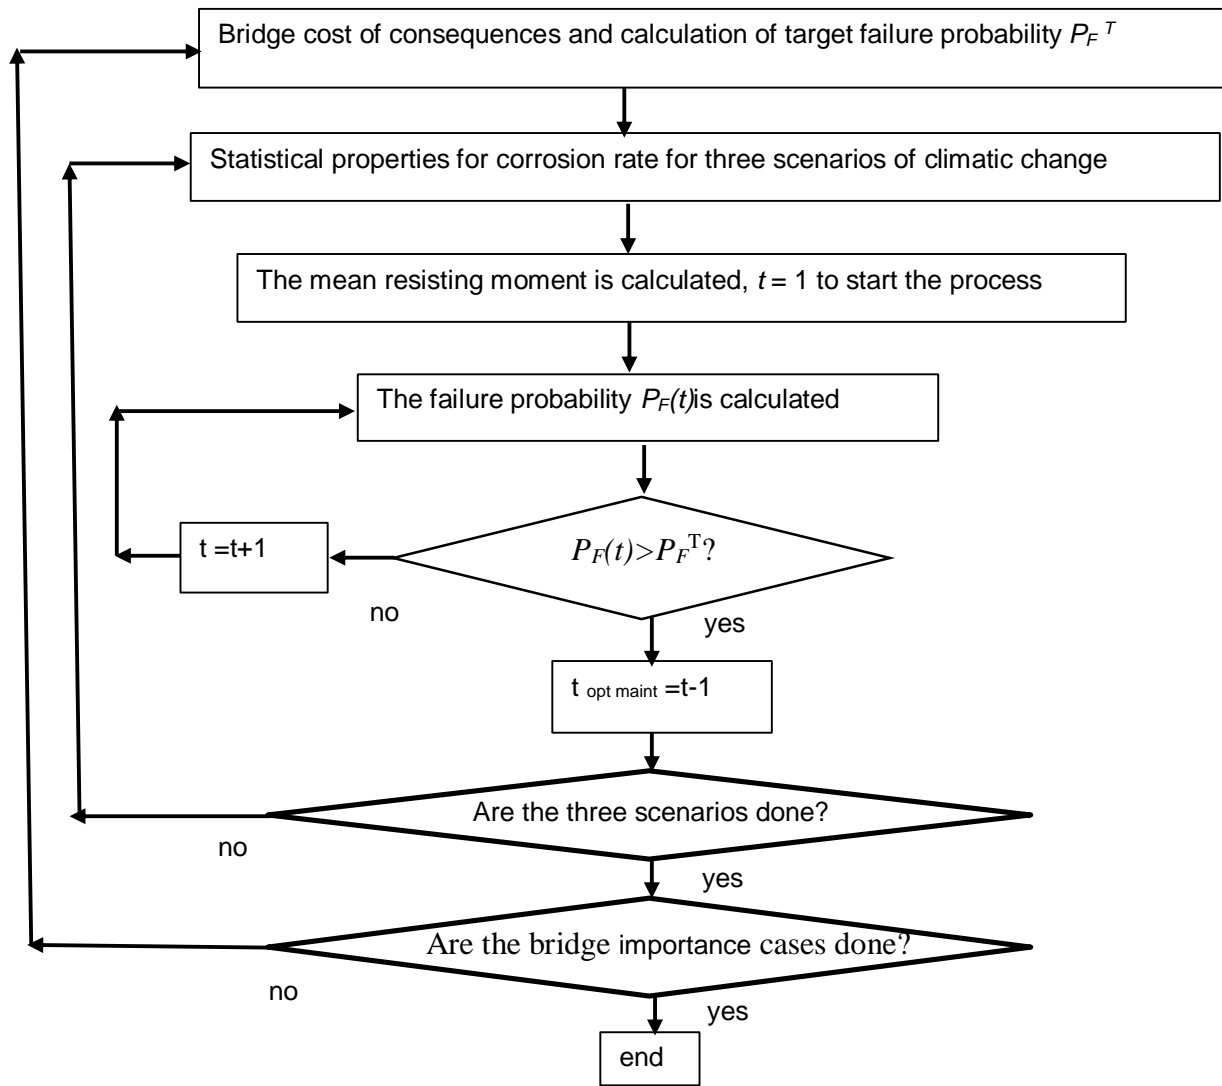 Bridge cost of consequences and calculation of target failure probability P_F^T
Statistical properties for corrosion rate for three scenarios of climatic change
The mean resisting moment is calculated, t = 1 to start the process
The failure probability P_F(t)is calculated
t =t+1
P_F(t)>P_F^T?
no
yes
t opt maint =t-1
Are the three scenarios done?
no
yes
Are the bridge importance cases done?
no
yes
end